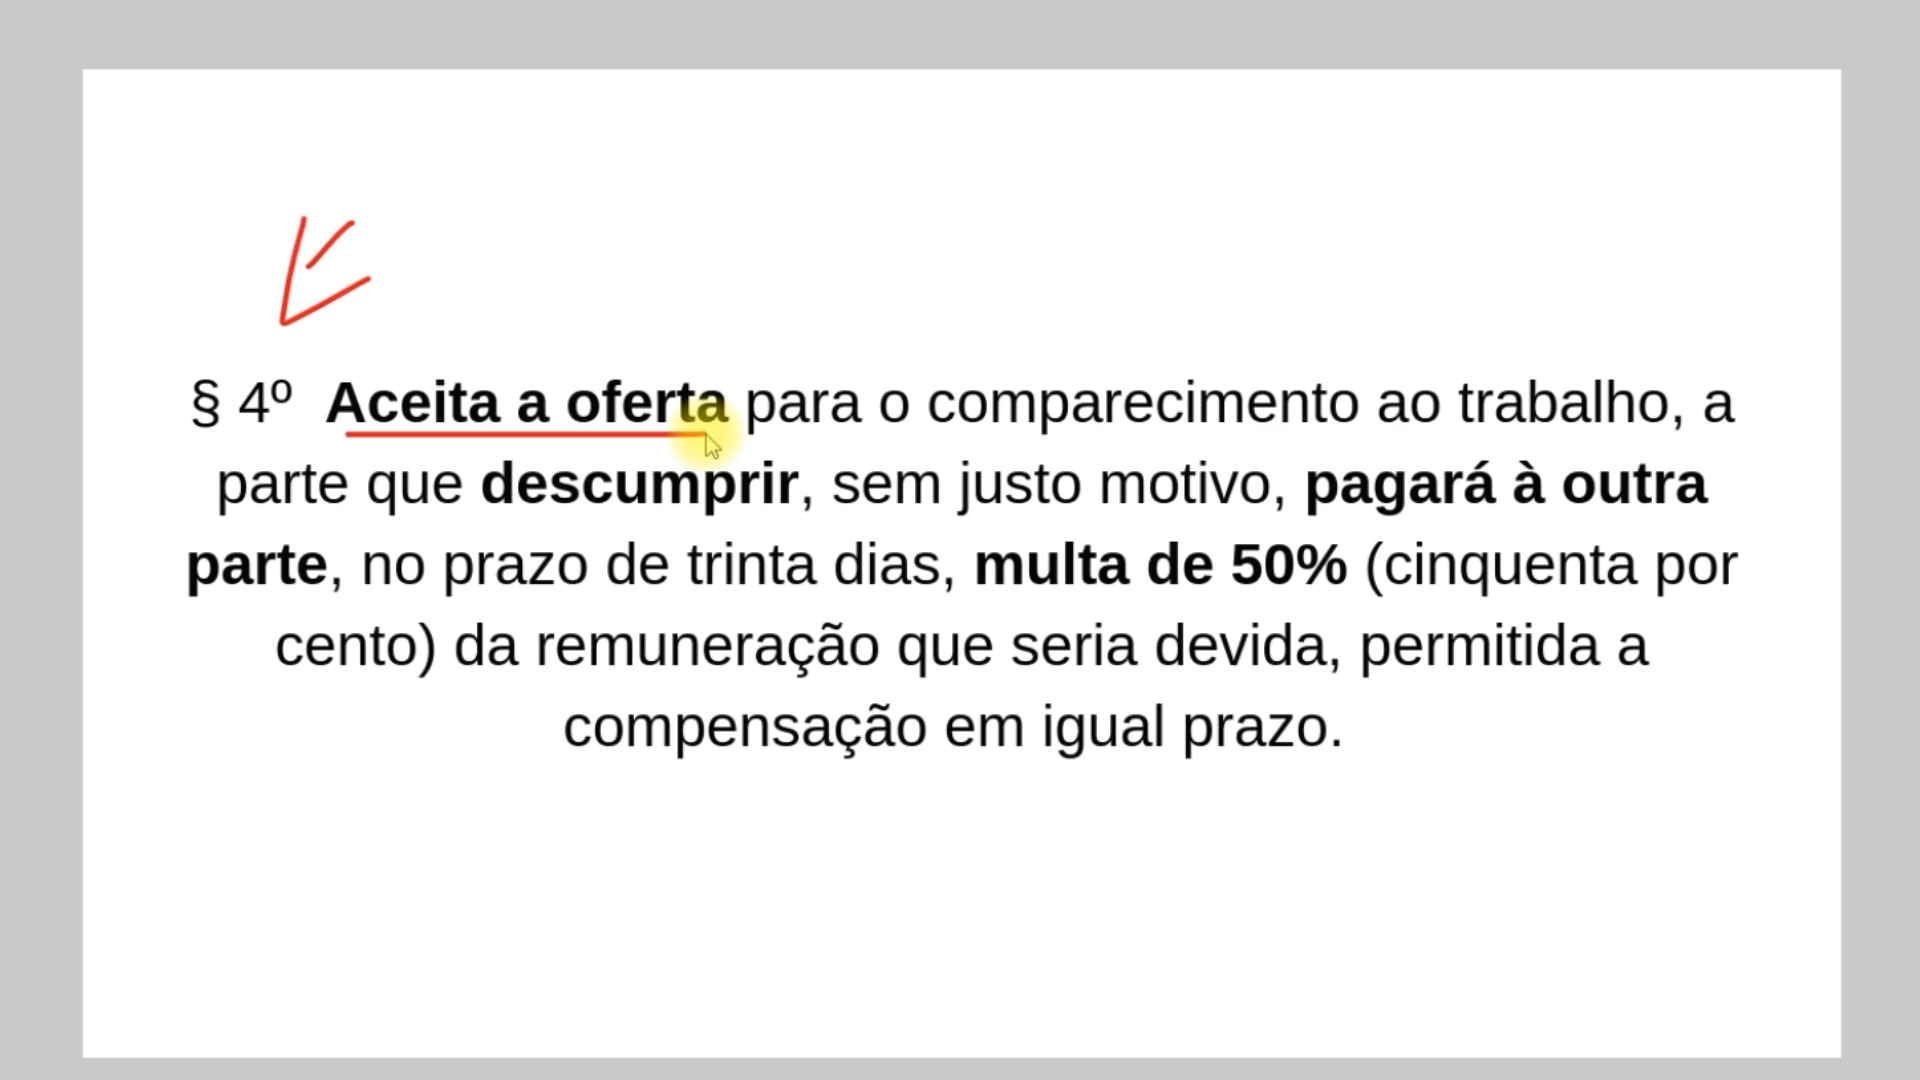 § 4º  Aceita a oferta para o comparecimento ao trabalho, a
parte que descumprir, sem justo motivo, pagará à outra
parte, no prazo de trinta dias, multa de 50% (cinquenta por
cento) da remuneração que seria devida, permitida a
compensação em igual prazo.